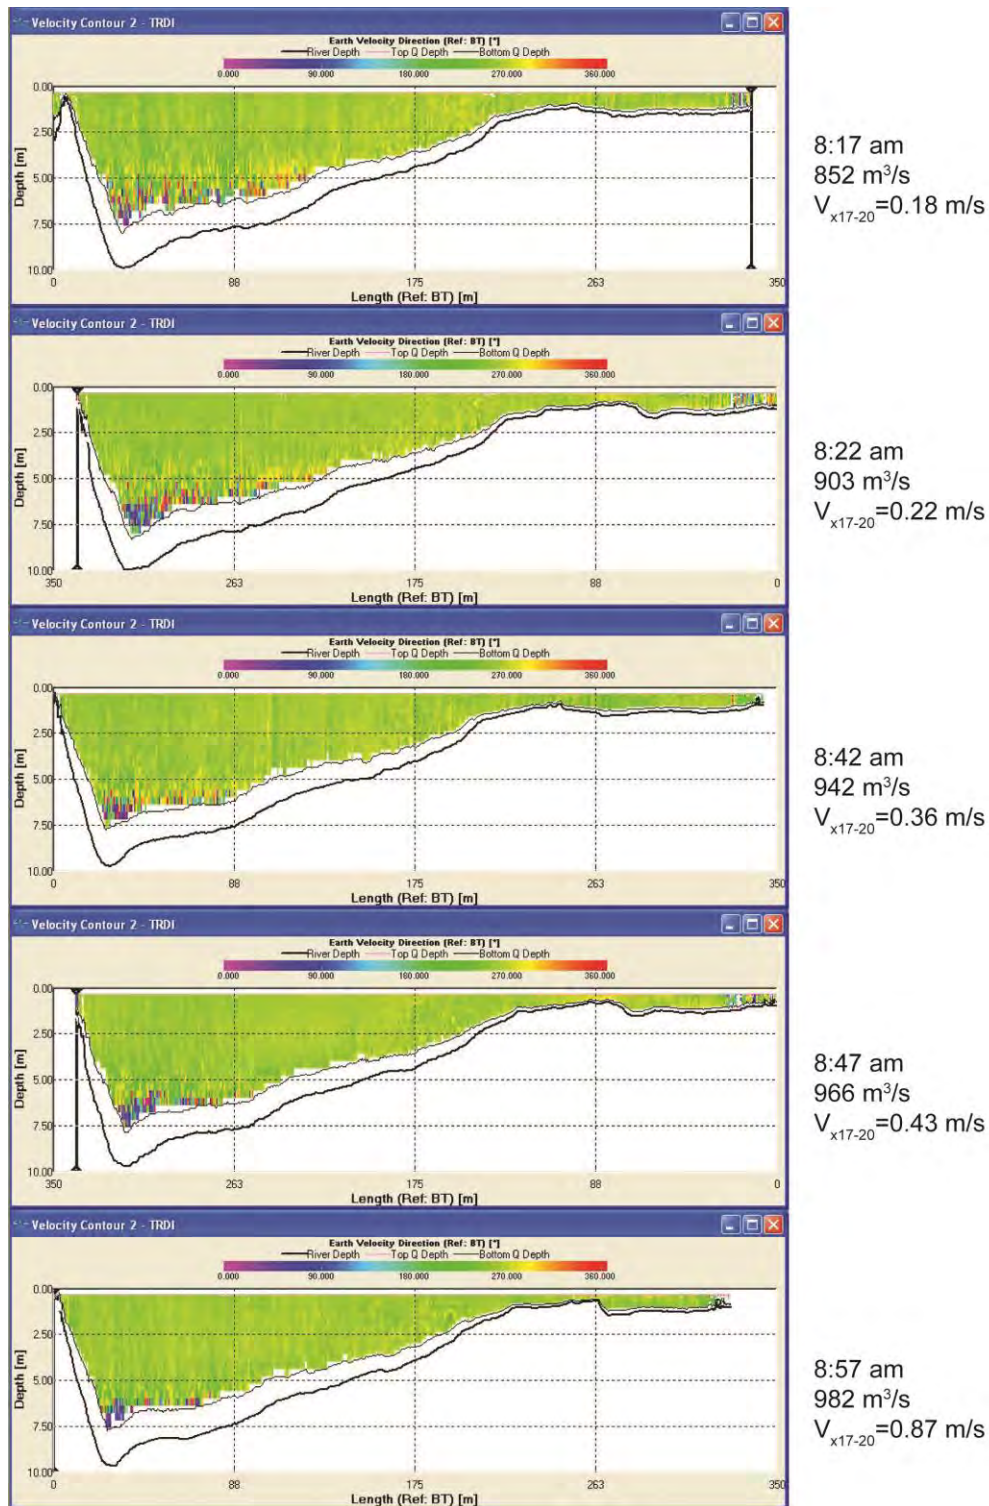 Velocity Contour 2 - TRDI
Earth Velocity Direction (Ref: BT) [°]
River Depth Top Q Depth Bottom Q Depth
0.000 90.000 180.000 270.000 360.000
0.00
2.50
5.00
7.50
10.00
Depth [m]
0 88 175 263 350
Length (Ref: BT) [m]
8:17 am
852 m³/s
Vx17-20=0.18 m/s
Velocity Contour 2 - TRDI
Earth Velocity Direction (Ref: BT) [°]
River Depth Top Q Depth Bottom Q Depth
0.000 90.000 180.000 270.000 360.000
0.00
2.50
5.00
7.50
10.00
Depth [m]
350 263 175 88 0
Length (Ref: BT) [m]
8:22 am
903 m³/s
Vx17-20=0.22 m/s
Velocity Contour 2 - TRDI
Earth Velocity Direction (Ref: BT) [°]
River Depth Top Q Depth Bottom Q Depth
0.000 90.000 180.000 270.000 360.000
0.00
2.50
5.00
7.50
10.00
Depth [m]
0 88 175 263 350
Length (Ref: BT) [m]
8:42 am
942 m³/s
Vx17-20=0.36 m/s
Velocity Contour 2 - TRDI
Earth Velocity Direction (Ref: BT) [°]
River Depth Top Q Depth Bottom Q Depth
0.000 90.000 180.000 270.000 360.000
0.00
2.50
5.00
7.50
10.00
Depth [m]
350 263 175 88 0
Length (Ref: BT) [m]
8:47 am
966 m³/s
Vx17-20=0.43 m/s
Velocity Contour 2 - TRDI
Earth Velocity Direction (Ref: BT) [°]
River Depth Top Q Depth Bottom Q Depth
0.000 90.000 180.000 270.000 360.000
0.00
2.50
5.00
7.50
10.00
Depth [m]
0 88 175 263 350
Length (Ref: BT) [m]
8:57 am
982 m³/s
Vx17-20=0.87 m/s